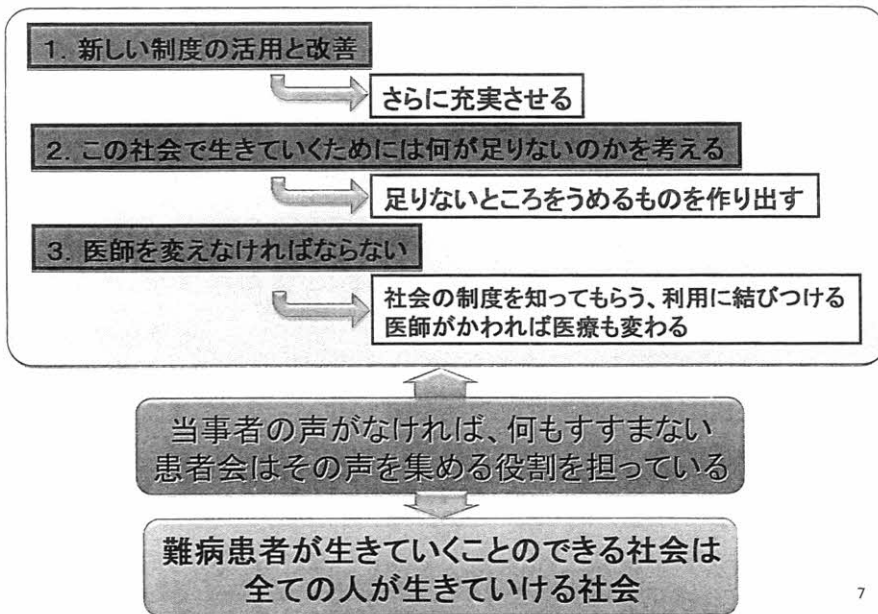 1. 新しい制度の活用と改善
さらに充実させる
2. この社会で生きていくためには何が足りないのかを考える
足りないところをうめるものを作り出す
3. 医師を変えなければならない
社会の制度を知ってもらう、利用に結びつける
医師がかわれば医療も変わる
当事者の声がなければ、何もすすまない
患者会はその声を集める役割を担っている
難病患者が生きていくことのできる社会は
全ての人が生きていける社会
7